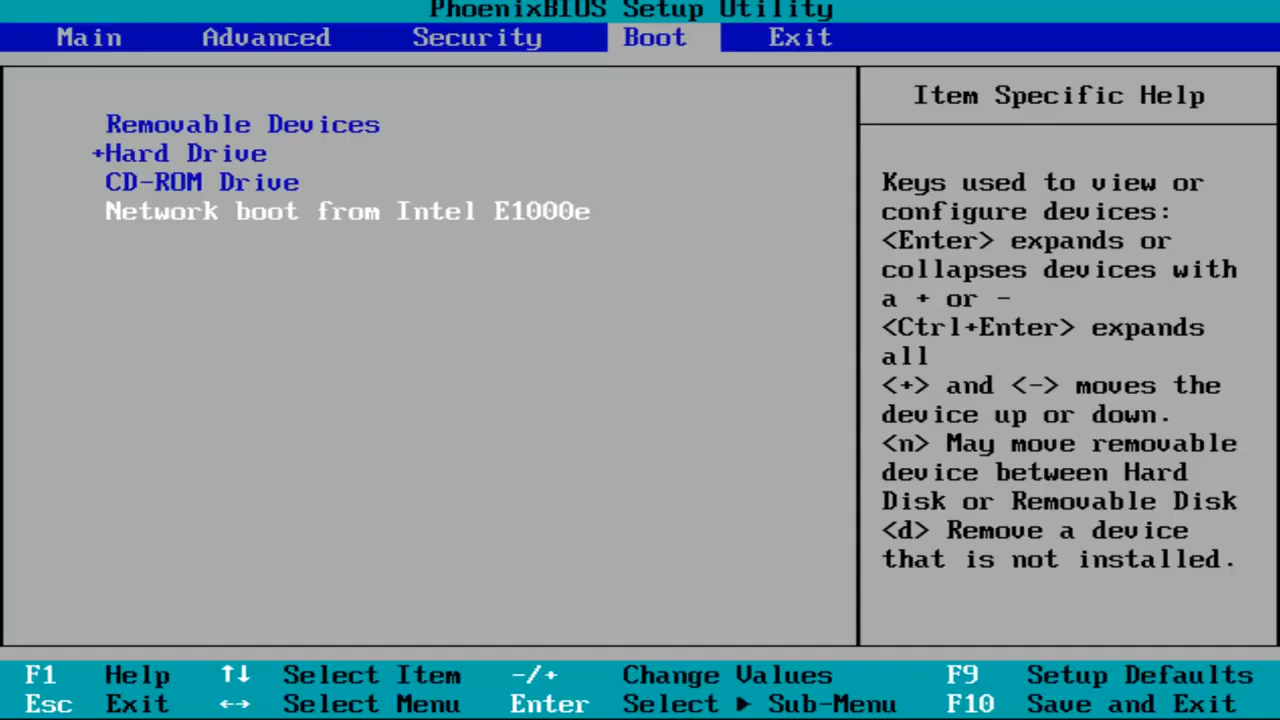 PhoenixBIOS Setup Utility
Main Advanced Security Boot Exit
Removable Devices
+Hard Drive
CD-ROM Drive
Network boot from Intel E1000e
Item Specific Help
Keys used to view or
configure devices:
<Enter> expands or
collapses devices with
a + or -
<Ctrl+Enter> expands
all
<+> and <-> moves the
device up or down.
<n> May move removable
device between Hard
Disk or Removable Disk
<d> Remove a device
that is not installed.
F1 Help ↑↓ Select Item -/+ Change Values F9 Setup Defaults
Esc Exit ↔ Select Menu Enter Select ▶ Sub-Menu F10 Save and Exit